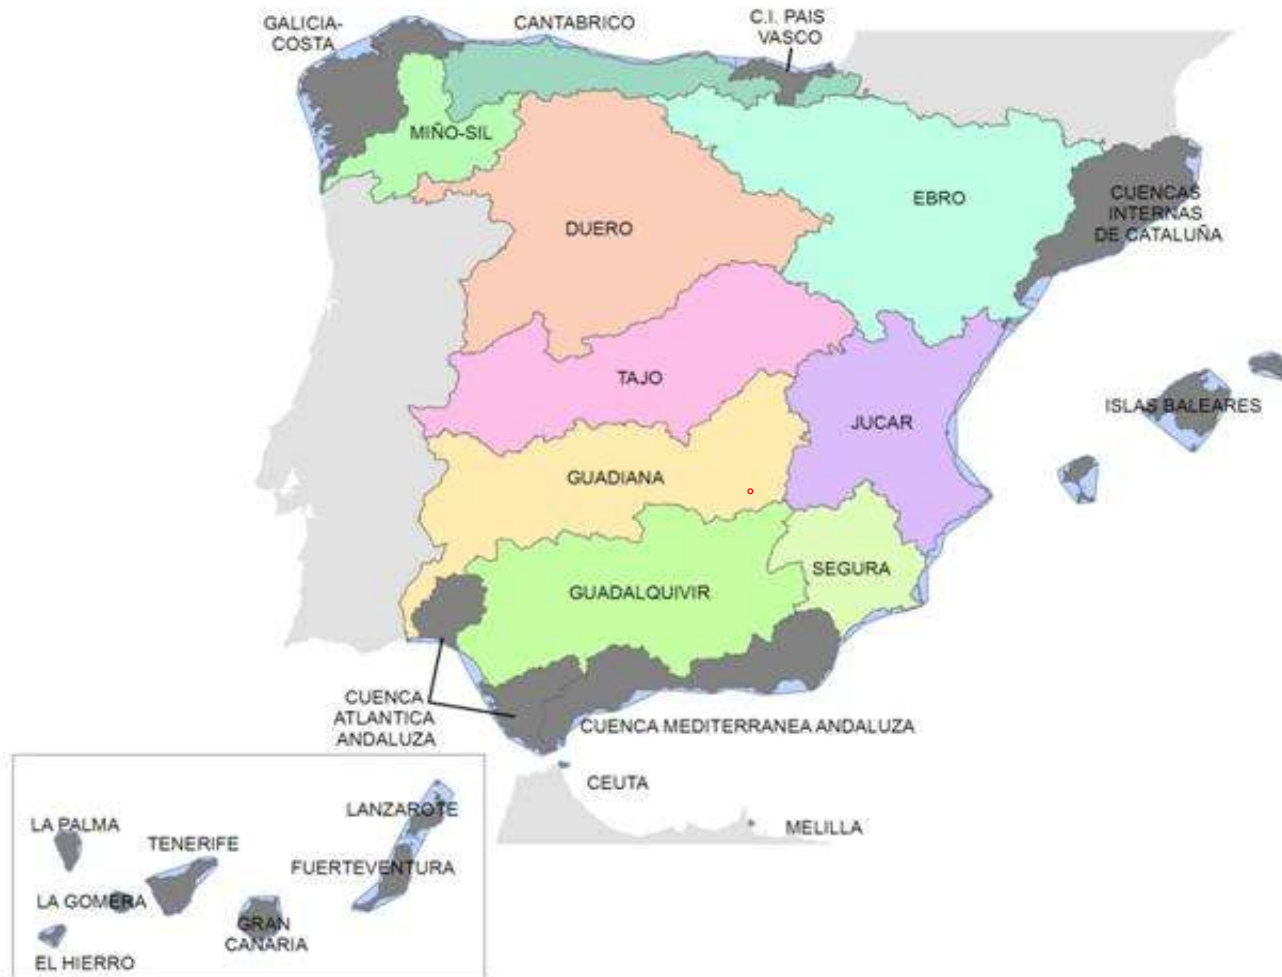 GALICIA-
COSTA
CANTABRICO
C.I. PAIS
VASCO
MIÑO-SIL
DUERO
EBRO
CUENCAS
INTERNAS
DE CATALUÑA
TAJO
JUCAR
ISLAS BALEARES
GUADIANA
SEGURA
GUADALQUIVIR
CUENCA
ATLANTICA
ANDALUZA
CUENCA MEDITERRANEA ANDALUZA
CEUTA
MELILLA
LANZAROTE
LA PALMA
TENERIFE
FUERTEVENTURA
LA GOMERA
GRAN
CANARIA
EL HIERRO